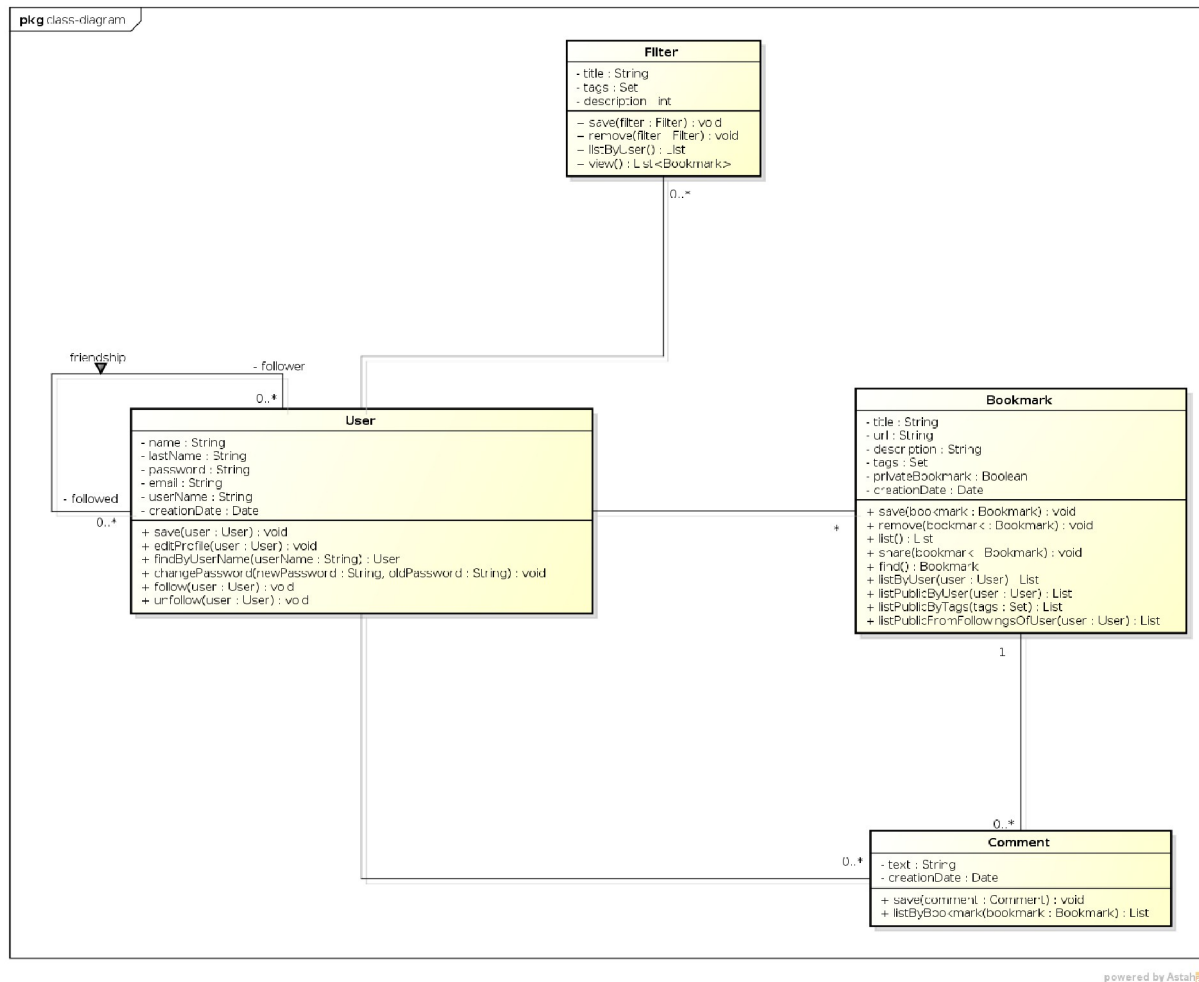 pkg class-diagram
Filter
- title : String
- tags : Set
- description : int
+ save(filter : Filter) : void
+ remove(filter : Filter) : void
+ listByUser() : List
+ view() : List<Bookmark>
0..*
friendship
- follower
0..*
- followed
0..*
User
- name : String
- lastName : String
- password : String
- email : String
- userName : String
- creationDate : Date
+ save(user : User) : void
+ editProfile(user : User) : void
+ findByUserName(userName : String) : User
+ changePassword(newPassword : String, oldPassword : String) : void
+ follow(user : User) : void
+ unfollow(user : User) : void
*
Bookmark
- title : String
- url : String
- description : String
- tags : Set
- privateBookmark : Boolean
- creationDate : Date
+ save(bookmark : Bookmark) : void
+ remove(bookmark : Bookmark) : void
+ list() : List
+ share(bookmark : Bookmark) : void
+ find() : Bookmark
+ listByUser(user : User) : List
+ listPublicByUser(user : User) : List
+ listPublicByTags(tags : Set) : List
+ listPublicFromFollowingsOfUser(user : User) : List
1
0..*
0..*
Comment
- text : String
- creationDate : Date
+ save(comment : Comment) : void
+ listByBookmark(bookmark : Bookmark) : List
powered by Astah